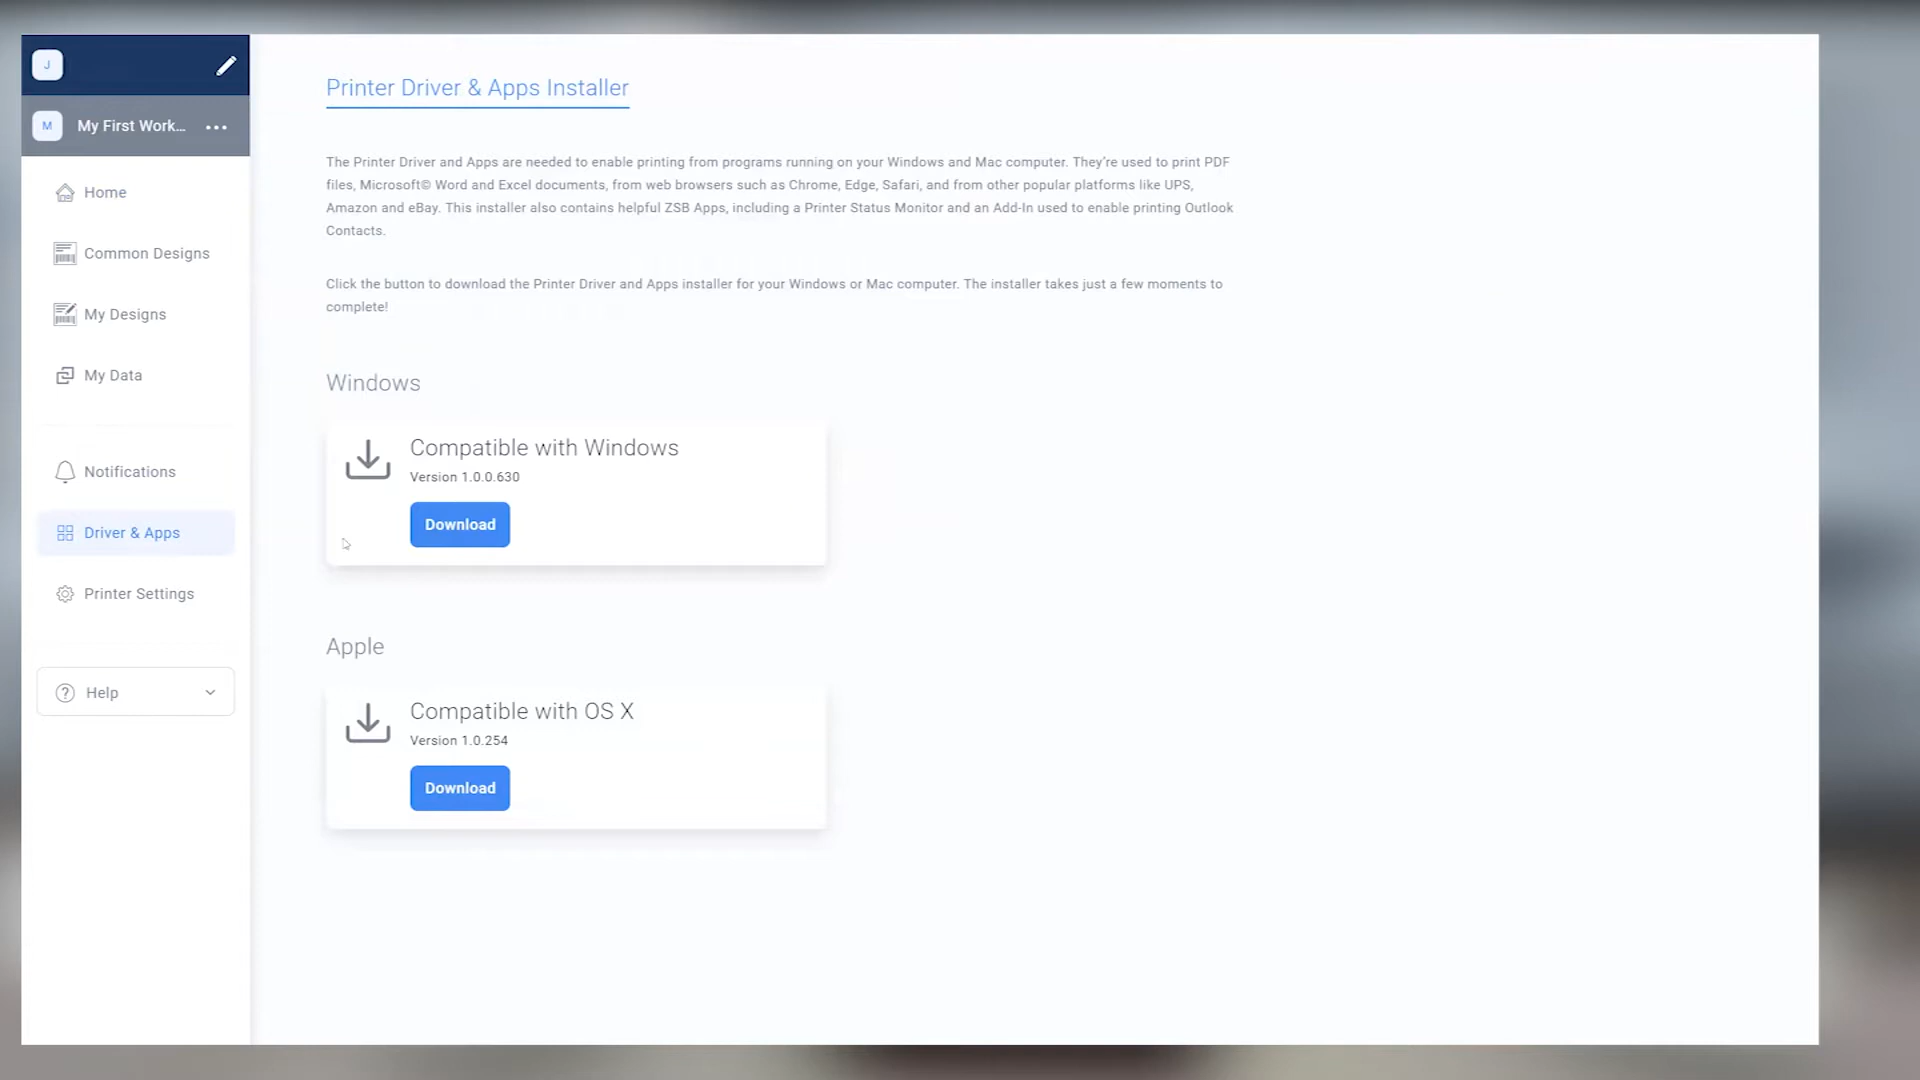 J
M
My First Work...
Home
Common Designs
My Designs
My Data
Notifications
Driver & Apps
Printer Settings
Help
Printer Driver & Apps Installer
The Printer Driver and Apps are needed to enable printing from programs running on your Windows and Mac computer. They’re used to print PDF
files, Microsoft© Word and Excel documents, from web browsers such as Chrome, Edge, Safari, and from other popular platforms like UPS,
Amazon and eBay. This installer also contains helpful ZSB Apps, including a Printer Status Monitor and an Add-In used to enable printing Outlook
Contacts.
Click the button to download the Printer Driver and Apps installer for your Windows or Mac computer. The installer takes just a few moments to
complete!
Windows
Compatible with Windows
Version 1.0.0.630
Download
Apple
Compatible with OS X
Version 1.0.254
Download